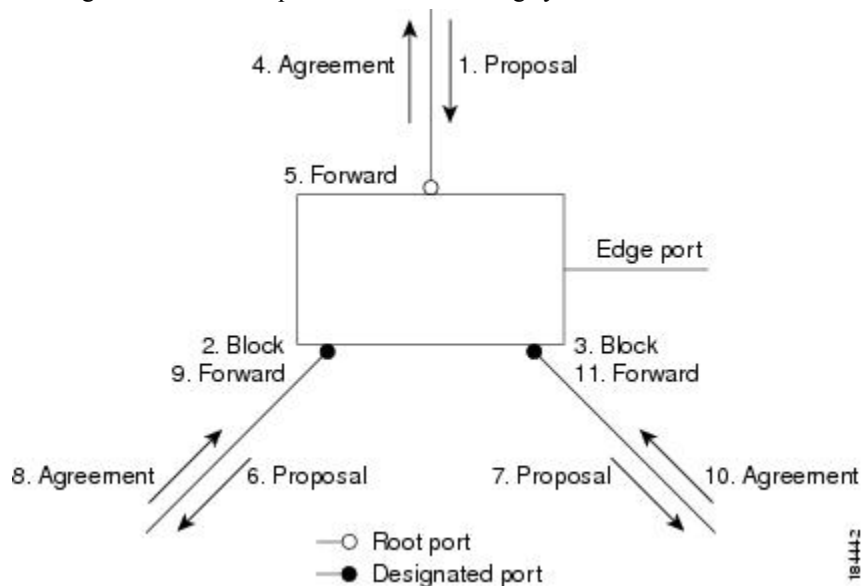 4. Agreement
1. Proposal
5. Forward
Edge port
2. Block
9. Forward
3. Block
11. Forward
8. Agreement
6. Proposal
7. Proposal
10. Agreement
Root port
Designated port
184442